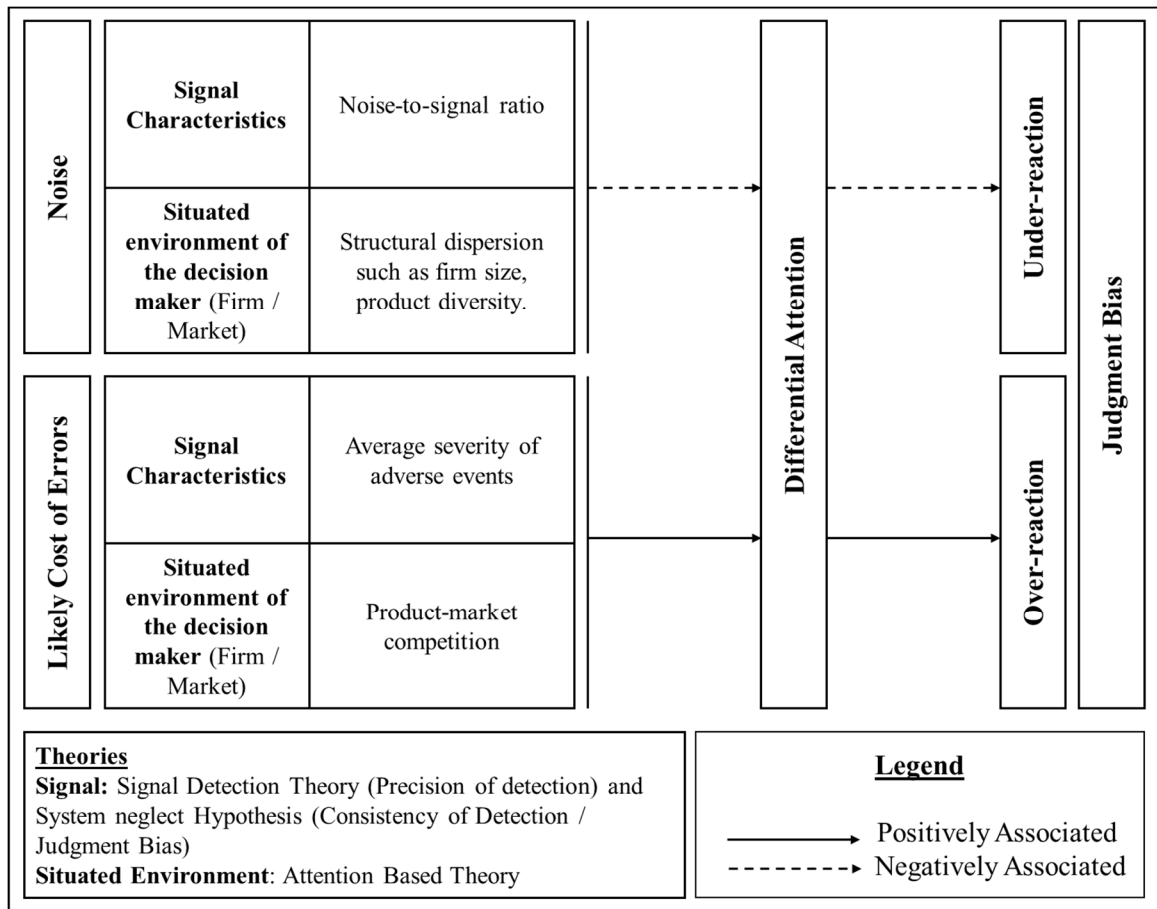 Noise
Signal
Characteristics
Noise-to-signal ratio
Situated
environment of
the decision
maker (Firm /
Market)
Structural dispersion
such as firm size,
product diversity.
Likely Cost of Errors
Signal
Characteristics
Average severity of
adverse events
Situated
environment of
the decision
maker (Firm /
Market)
Product-market
competition
Differential Attention
Under-reaction
Over-reaction
Judgment Bias
Theories
Signal: Signal Detection Theory (Precision of detection) and
System neglect Hypothesis (Consistency of Detection /
Judgment Bias)
Situated Environment: Attention Based Theory
Legend
Positively Associated
Negatively Associated